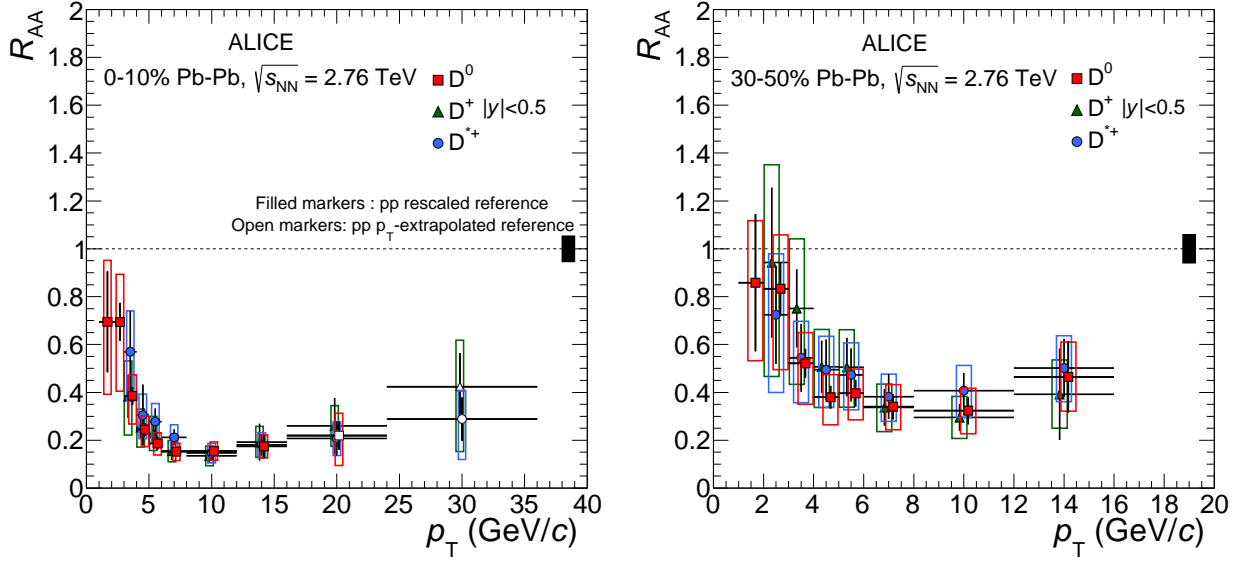 R_AA
2
1.8
1.6
1.4
1.2
1
0.8
0.6
0.4
0.2
0
ALICE
0-10% Pb-Pb, √s_NN = 2.76 TeV
D^0
D^+ |y|<0.5
D^*+
Filled markers : pp rescaled reference
Open markers: pp p_T-extrapolated reference
0 5 10 15 20 25 30 35 40
p_T (GeV/c)
R_AA
2
1.8
1.6
1.4
1.2
1
0.8
0.6
0.4
0.2
0
ALICE
30-50% Pb-Pb, √s_NN = 2.76 TeV
D^0
D^+ |y|<0.5
D^*+
0 2 4 6 8 10 12 14 16 18 20
p_T (GeV/c)